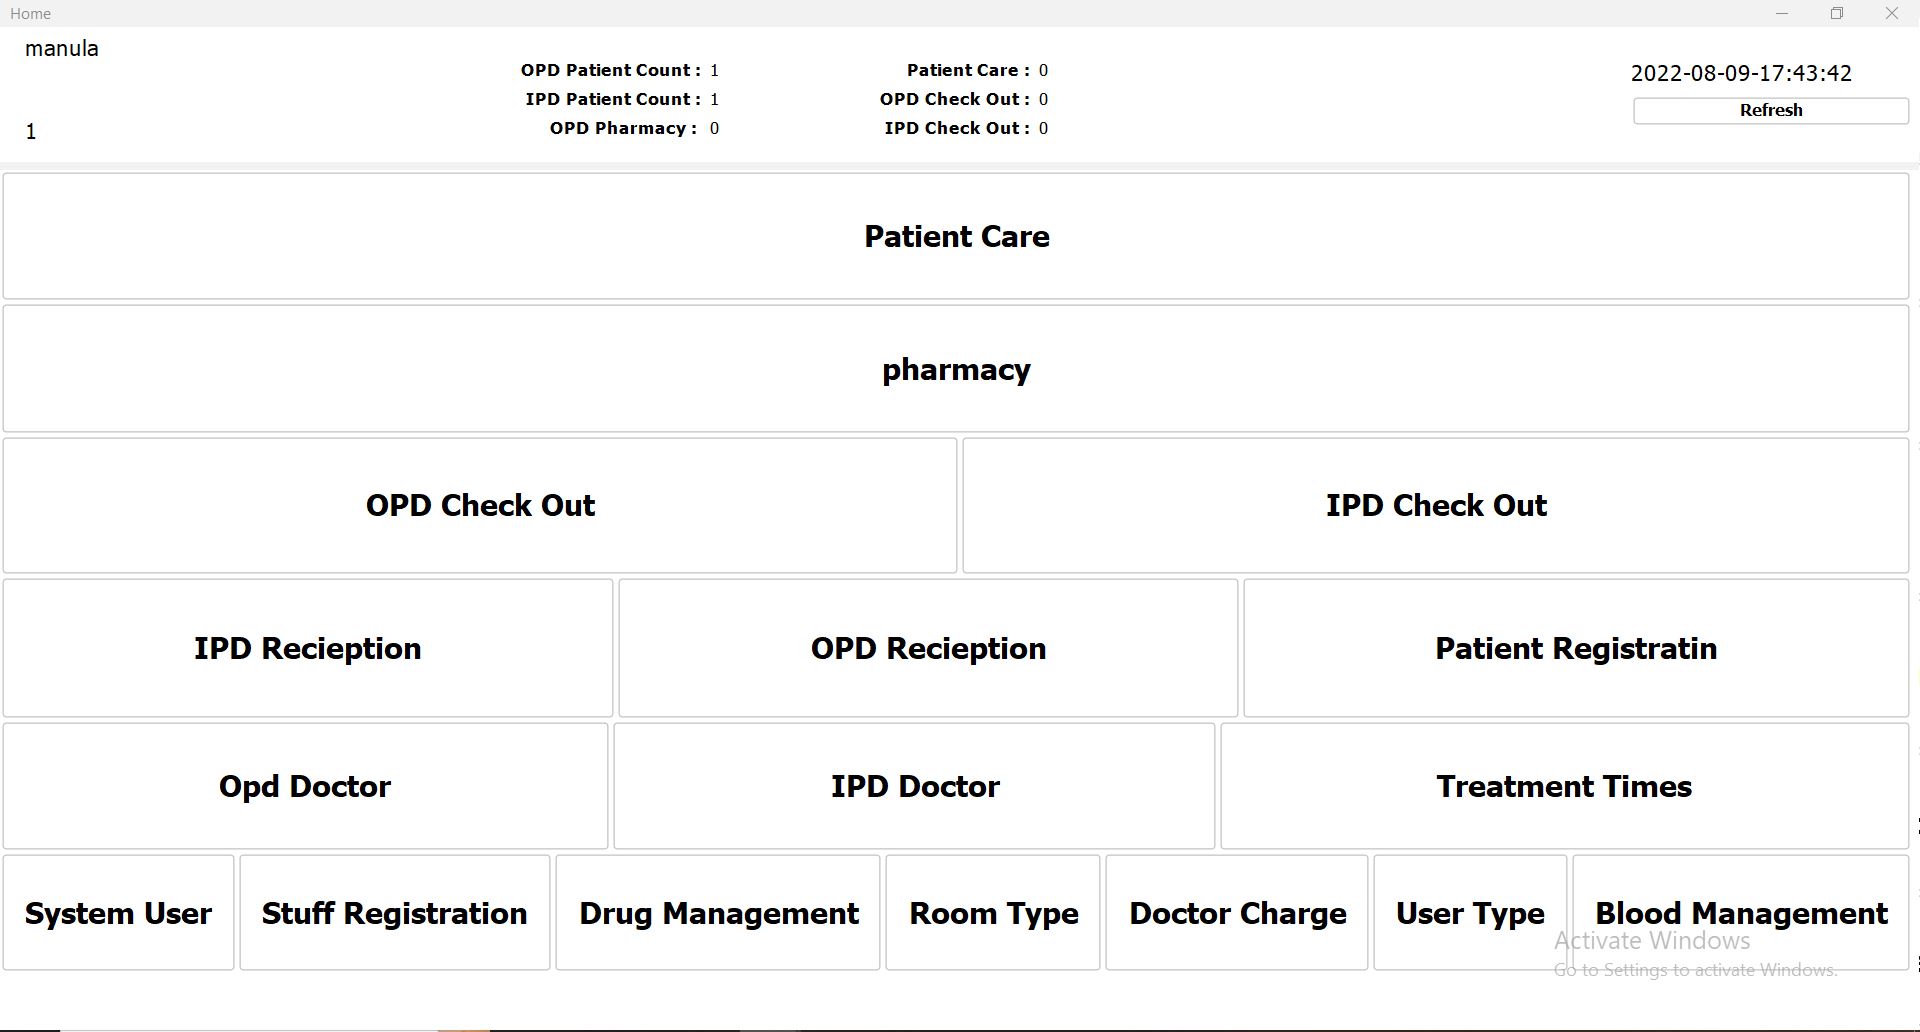 Home
manula
OPD Patient Count : 1
Patient Care : 0
2022-08-09-17:43:42
IPD Patient Count : 1
OPD Check Out : 0
Refresh
1
OPD Pharmacy : 0
IPD Check Out : 0
Patient Care
pharmacy
OPD Check Out
IPD Check Out
IPD Recieption
OPD Recieption
Patient Registratin
Opd Doctor
IPD Doctor
Treatment Times
System User
Stuff Registration
Drug Management
Room Type
Doctor Charge
User Type
Blood Management
Activate Windows
Go to Settings to activate Windows.